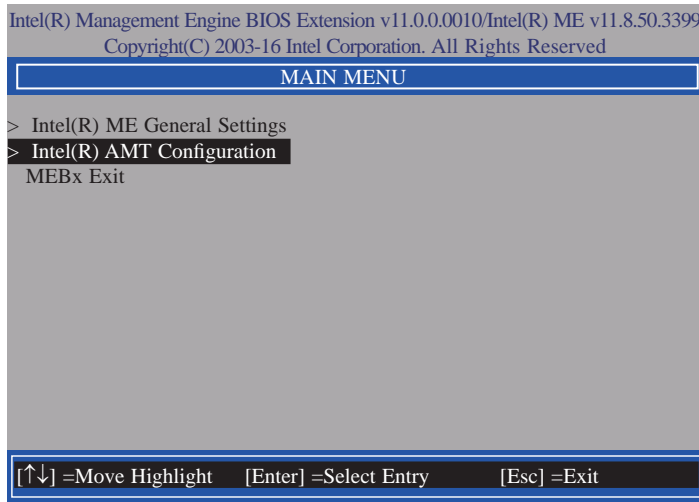 Intel(R) Management Engine BIOS Extension v11.0.0.0010/Intel(R) ME v11.8.50.3399
Copyright(C) 2003-16 Intel Corporation. All Rights Reserved
MAIN MENU
> Intel(R) ME General Settings
> Intel(R) AMT Configuration
MEBx Exit
[↑↓] =Move Highlight [Enter] =Select Entry [Esc] =Exit